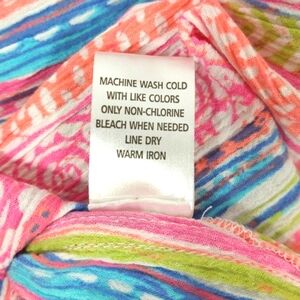 MACHINE WASH COLD
WITH LIKE COLORS
ONLY NON-CHLORINE
BLEACH WHEN NEEDED
LINE DRY
WARM IRON